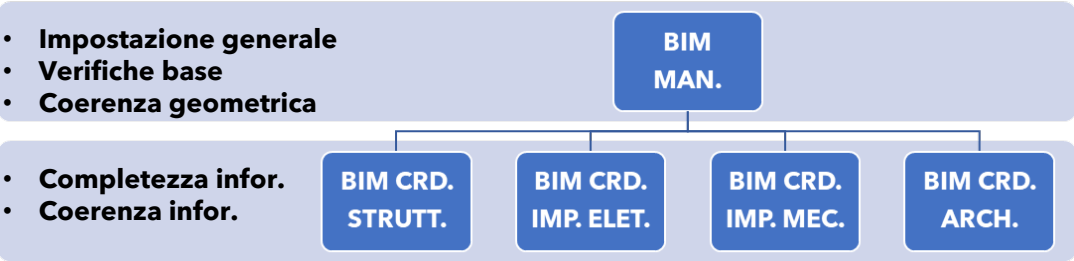 • Impostazione generale
• Verifiche base
• Coerenza geometrica
BIM
MAN.
• Completezza infor.
• Coerenza infor.
BIM CRD.
STRUTT.
BIM CRD.
IMP. ELET.
BIM CRD.
IMP. MEC.
BIM CRD.
ARCH.